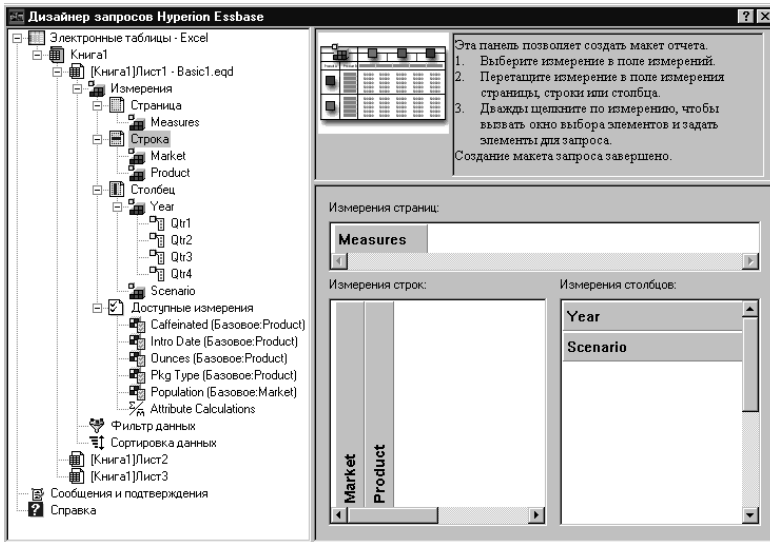 Дизайнер запросов Hyperion Essbase
Электронные таблицы - Excel
Книга1
[Книга1]Лист1 - Basic1.eqd
Измерения
Страница
Measures
Строка
Market
Product
Столбец
Year
Qtr1
Qtr2
Qtr3
Qtr4
Scenario
Доступные измерения
Caffeinated (Базовое:Product)
Intro Date (Базовое:Product)
Ounces (Базовое:Product)
Pkg Type (Базовое:Product)
Population (Базовое:Market)
Attribute Calculations
Фильтр данных
Сортировка данных
[Книга1]Лист2
[Книга1]Лист3
Сообщения и подтверждения
Справка
Эта панель позволяет создать макет отчета.
1. Выберите измерение в поле измерений.
2. Перетащите измерение в поле измерения
страницы, строки или столбца.
3. Дважды щелкните по измерению, чтобы
вызвать окно выбора элементов и задать
элементы для запроса.
Создание макета запроса завершено.
Измерения страниц:
Measures
Измерения строк:
Market
Product
Измерения столбцов:
Year
Scenario